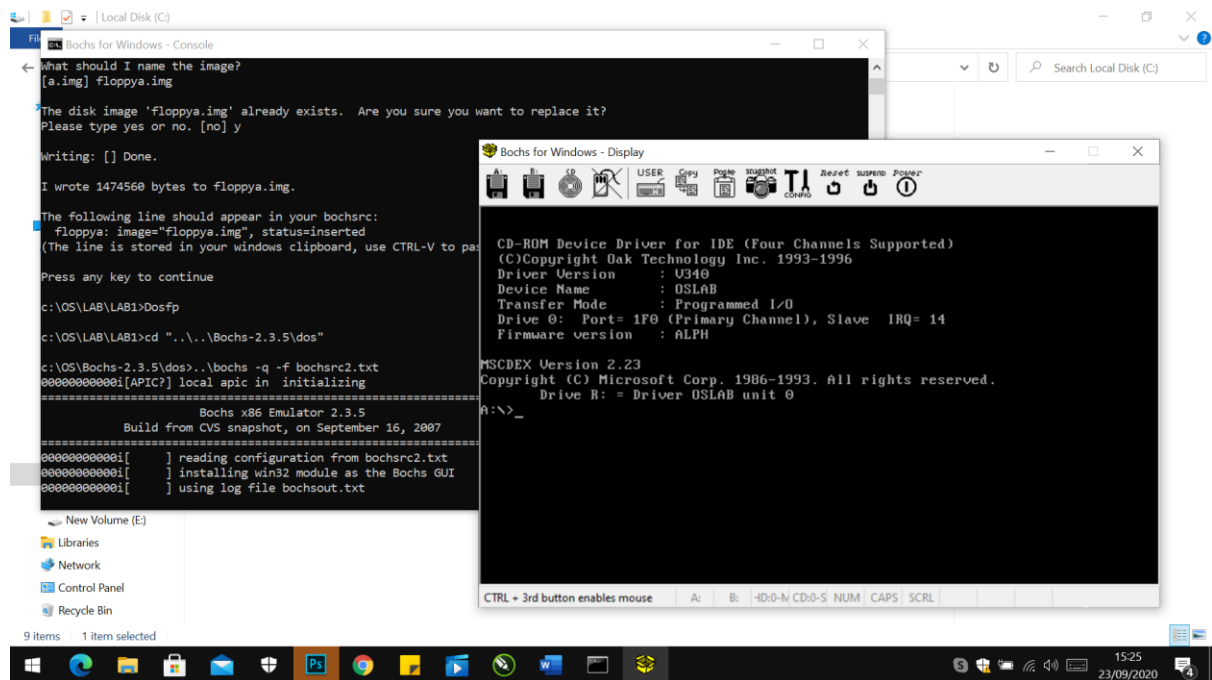 Local Disk (C:)
Bochs for Windows - Console
Search Local Disk (C:)
What should I name the image?
[a.img] floppya.img
The disk image 'floppya.img' already exists.  Are you sure you want to replace it?
Please type yes or no. [no] y
Writing: [] Done.
I wrote 1474560 bytes to floppya.img.
The following line should appear in your bochsrc:
floppya: image="floppya.img", status=inserted
(The line is stored in your windows clipboard, use CTRL-V to pas
Press any key to continue
c:\OS\LAB\LAB1>Dosfp
c:\OS\LAB\LAB1>cd "..\..\Bochs-2.3.5\dos"
c:\OS\Bochs-2.3.5\dos>..\bochs -q -f bochsrc2.txt
00000000000i[APIC?] local apic in  initializing
========================================================================
Bochs x86 Emulator 2.3.5
Build from CVS snapshot, on September 16, 2007
========================================================================
00000000000i[     ] reading configuration from bochsrc2.txt
00000000000i[     ] installing win32 module as the Bochs GUI
00000000000i[     ] using log file bochsout.txt
Bochs for Windows - Display
A: B: CD USER Copy Paste snapshot CONFIG Reset SUSPEND Power
CD-ROM Device Driver for IDE (Four Channels Supported)
(C)Copyright Oak Technology Inc. 1993-1996
Driver Version      : V340
Device Name         : OSLAB
Transfer Mode       : Programmed I/O
Drive 0:  Port= 1F0 (Primary Channel), Slave  IRQ= 14
Firmware version    : ALPH
MSCDEX Version 2.23
Copyright (C) Microsoft Corp. 1986-1993. All rights reserved.
Drive R: = Driver OSLAB unit 0
A:\>_
CTRL + 3rd button enables mouse A: B: HD:0-M CD:0-S NUM CAPS SCRL
New Volume (E:)
Libraries
Network
Control Panel
Recycle Bin
9 items 1 item selected
Ps
15:25
23/09/2020
4